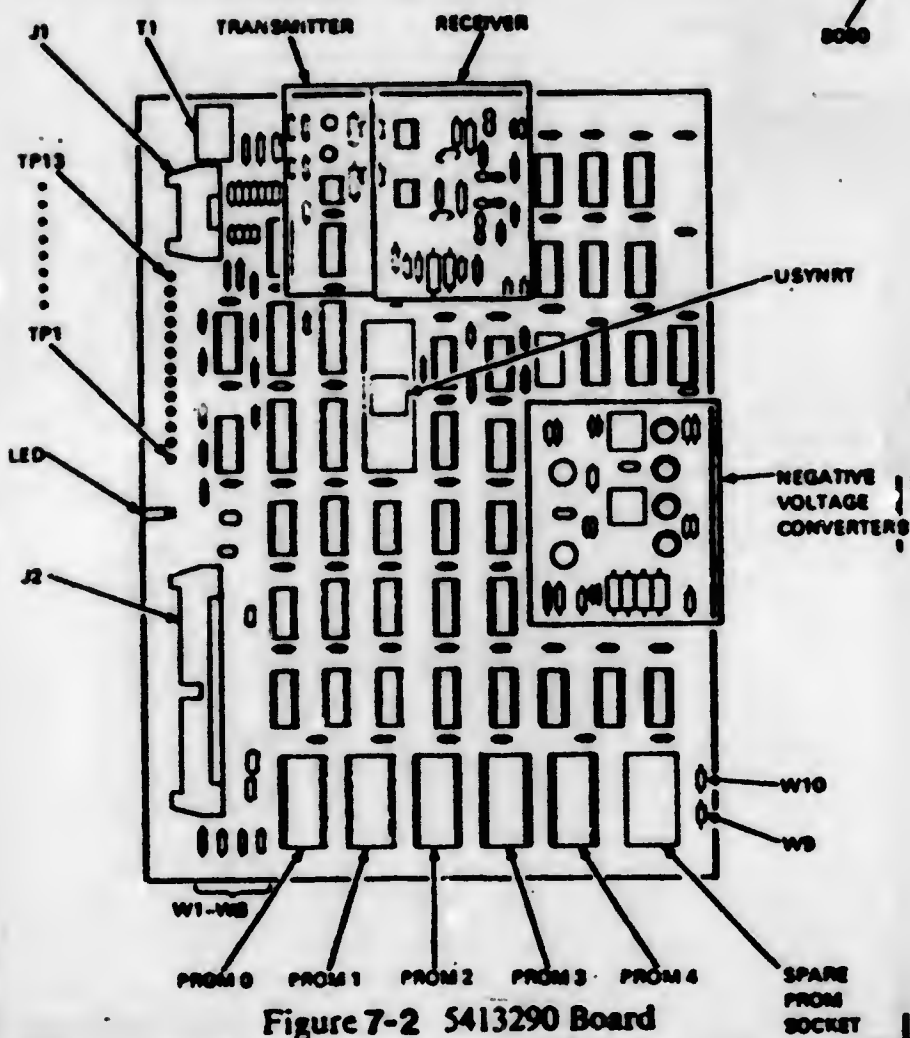 J1
T1
TRANSMITTER
RECEIVER
8080
TP13
USYNRT
TP1
LED
NEGATIVE
VOLTAGE
CONVERTERS
J2
W10
W9
W1-W8
PROM 0
PROM 1
PROM 2
PROM 3
PROM 4
SPARE
PROM
SOCKET
Figure 7-2 5413290 Board